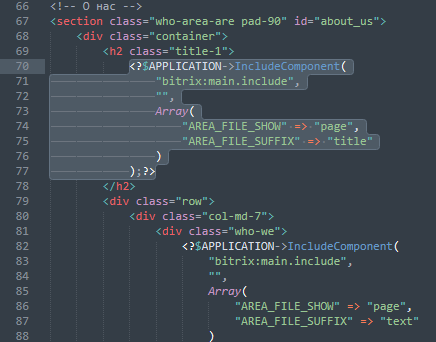 66 <!-- О нас -->
67 <section class="who-area-are pad-90" id="about_us">
68 <div class="container">
69 <h2 class="title-1">
70 <?$APPLICATION->IncludeComponent(
71 "bitrix:main.include",
72 "",
73 Array(
74 "AREA_FILE_SHOW" => "page",
75 "AREA_FILE_SUFFIX" => "title"
76 )
77 );?>
78 </h2>
79 <div class="row">
80 <div class="col-md-7">
81 <div class="who-we">
82 <?$APPLICATION->IncludeComponent(
83 "bitrix:main.include",
84 "",
85 Array(
86 "AREA_FILE_SHOW" => "page",
87 "AREA_FILE_SUFFIX" => "text"
88 )